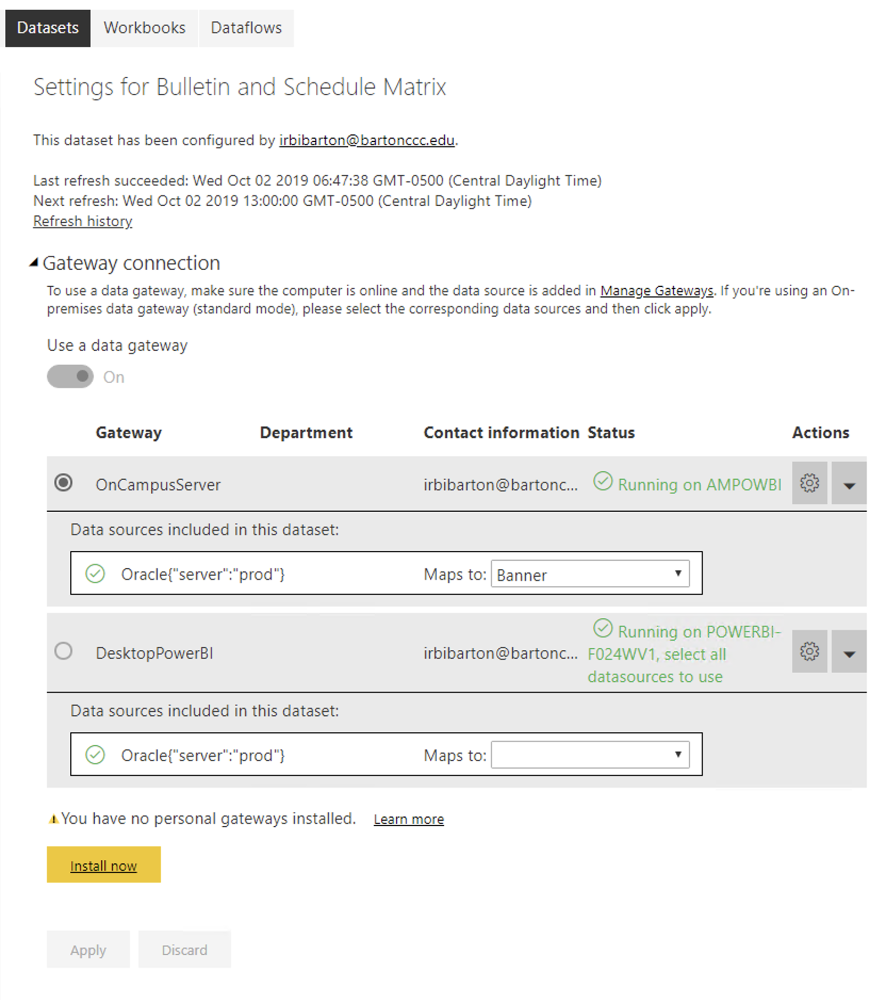 Datasets Workbooks Dataflows
Settings for Bulletin and Schedule Matrix
This dataset has been configured by irbibarton@bartonccc.edu.
Last refresh succeeded: Wed Oct 02 2019 06:47:38 GMT-0500 (Central Daylight Time)
Next refresh: Wed Oct 02 2019 13:00:00 GMT-0500 (Central Daylight Time)
Refresh history
Gateway connection
To use a data gateway, make sure the computer is online and the data source is added in Manage Gateways. If you're using an On-
premises data gateway (standard mode), please select the corresponding data sources and then click apply.
Use a data gateway
On
Gateway Department Contact information Status Actions
OnCampusServer irbibarton@bartonc... Running on AMPOWBI
Data sources included in this dataset:
Oracle{"server":"prod"} Maps to: Banner
DesktopPowerBI irbibarton@bartonc... Running on POWERBI-
F024WV1, select all
datasources to use
Data sources included in this dataset:
Oracle{"server":"prod"} Maps to:
You have no personal gateways installed. Learn more
Install now
Apply Discard